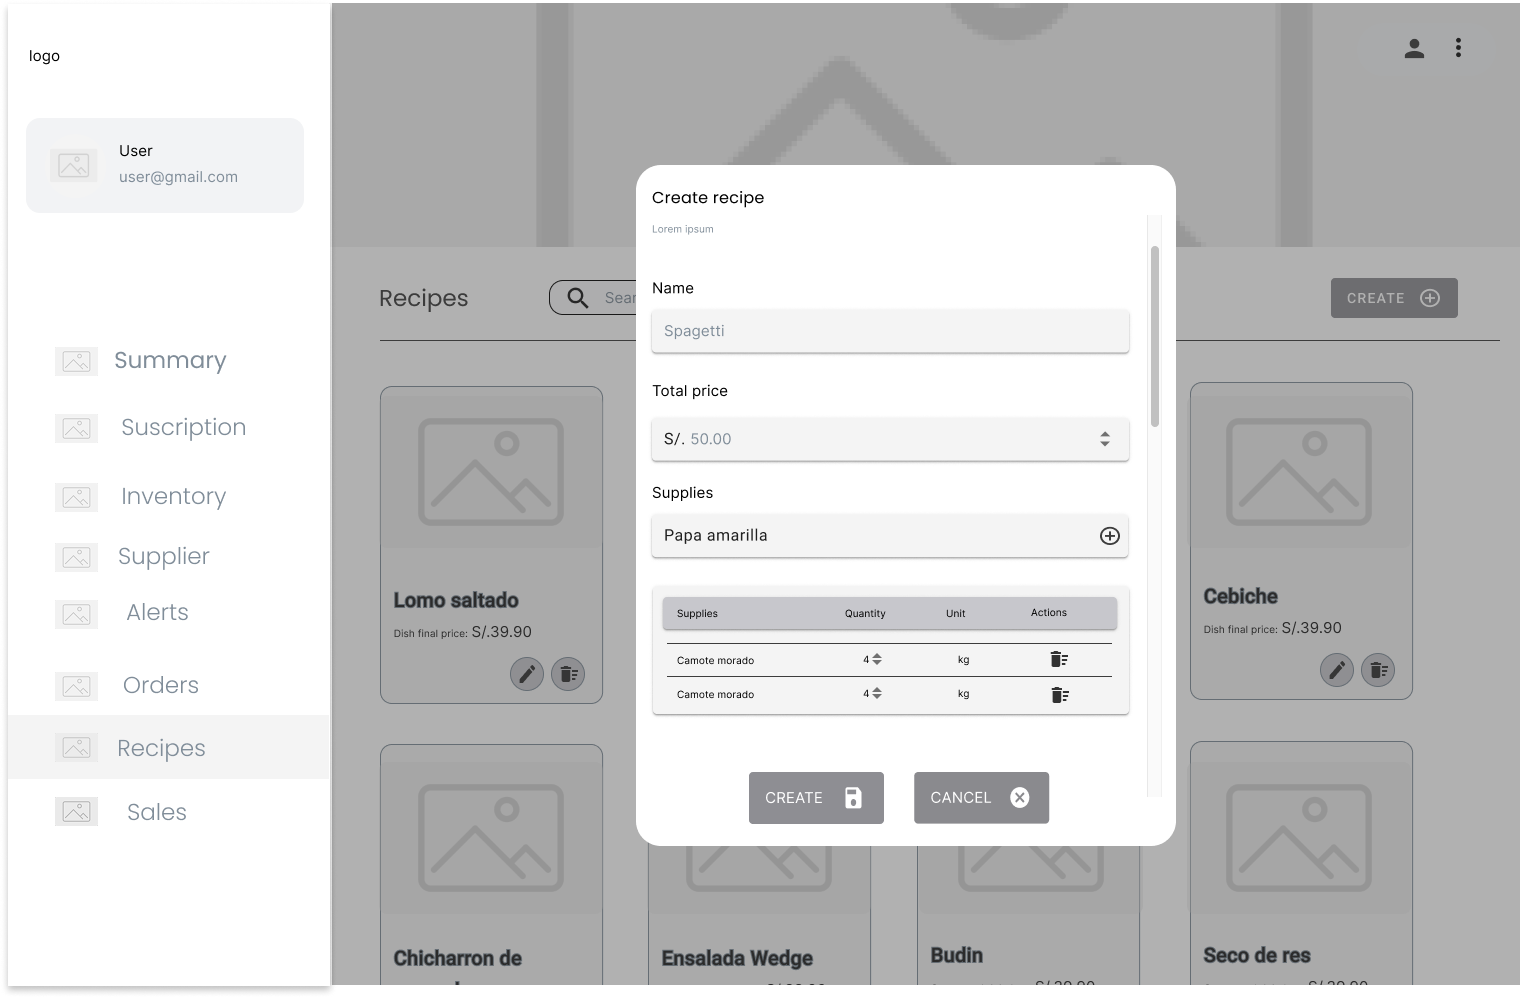 logo
User
user@gmail.com
Summary
Suscription
Inventory
Supplier
Alerts
Orders
Recipes
Sales
Recipes
CREATE
Lomo saltado
Dish final price: S/.39.90
Cebiche
Dish final price: S/.39.90
Chicharron de
Ensalada Wedge
Budin
Seco de res
Create recipe
Lorem ipsum
Name
Spagetti
Total price
S/. 50.00
Supplies
Papa amarilla
Supplies Quantity Unit Actions
Camote morado 4 kg
Camote morado 4 kg
CREATE CANCEL